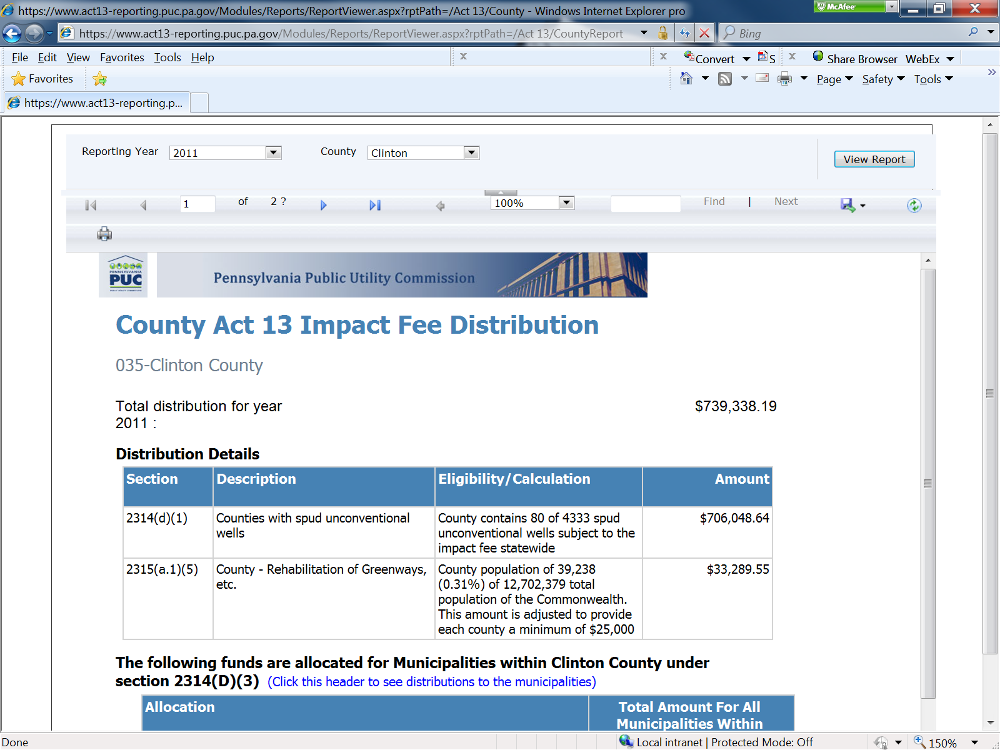 https://www.act13-reporting.puc.pa.gov/Modules/Reports/ReportViewer.aspx?rptPath=/Act 13/County - Windows Internet Explorer pro
McAfee
https://www.act13-reporting.puc.pa.gov/Modules/Reports/ReportViewer.aspx?rptPath=/Act 13/CountyReport
Bing
File Edit View Favorites Tools Help
x x Convert S x Share Browser WebEx
Favorites
Page Safety Tools »
https://www.act13-reporting.p...
Reporting Year 2011 County Clinton View Report
1 of 2 ? 100% Find | Next
PENNSYLVANIA
PUC
Pennsylvania Public Utility Commission
County Act 13 Impact Fee Distribution
035-Clinton County
Total distribution for year $739,338.19
2011 :
Distribution Details
Section Description Eligibility/Calculation Amount
2314(d)(1) Counties with spud unconventional County contains 80 of 4333 spud $706,048.64
wells unconventional wells subject to the
impact fee statewide
2315(a.1)(5) County - Rehabilitation of Greenways, County population of 39,238 $33,289.55
etc. (0.31%) of 12,702,379 total
population of the Commonwealth.
This amount is adjusted to provide
each county a minimum of $25,000
The following funds are allocated for Municipalities within Clinton County under
section 2314(D)(3) (Click this header to see distributions to the municipalities)
Allocation Total Amount For All
Municipalities Within
Done Local intranet | Protected Mode: Off 150%